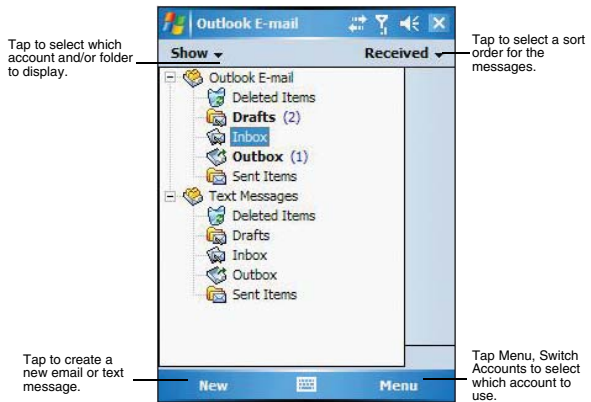 Outlook E-mail
Tap to select which
account and/or folder
to display.
Show
Received
Tap to select a sort
order for the
messages.
Outlook E-mail
Deleted Items
Drafts (2)
Inbox
Outbox (1)
Sent Items
Text Messages
Deleted Items
Drafts
Inbox
Outbox
Sent Items
Tap to create a
new email or text
message.
New
Menu
Tap Menu, Switch
Accounts to select
which account to
use.